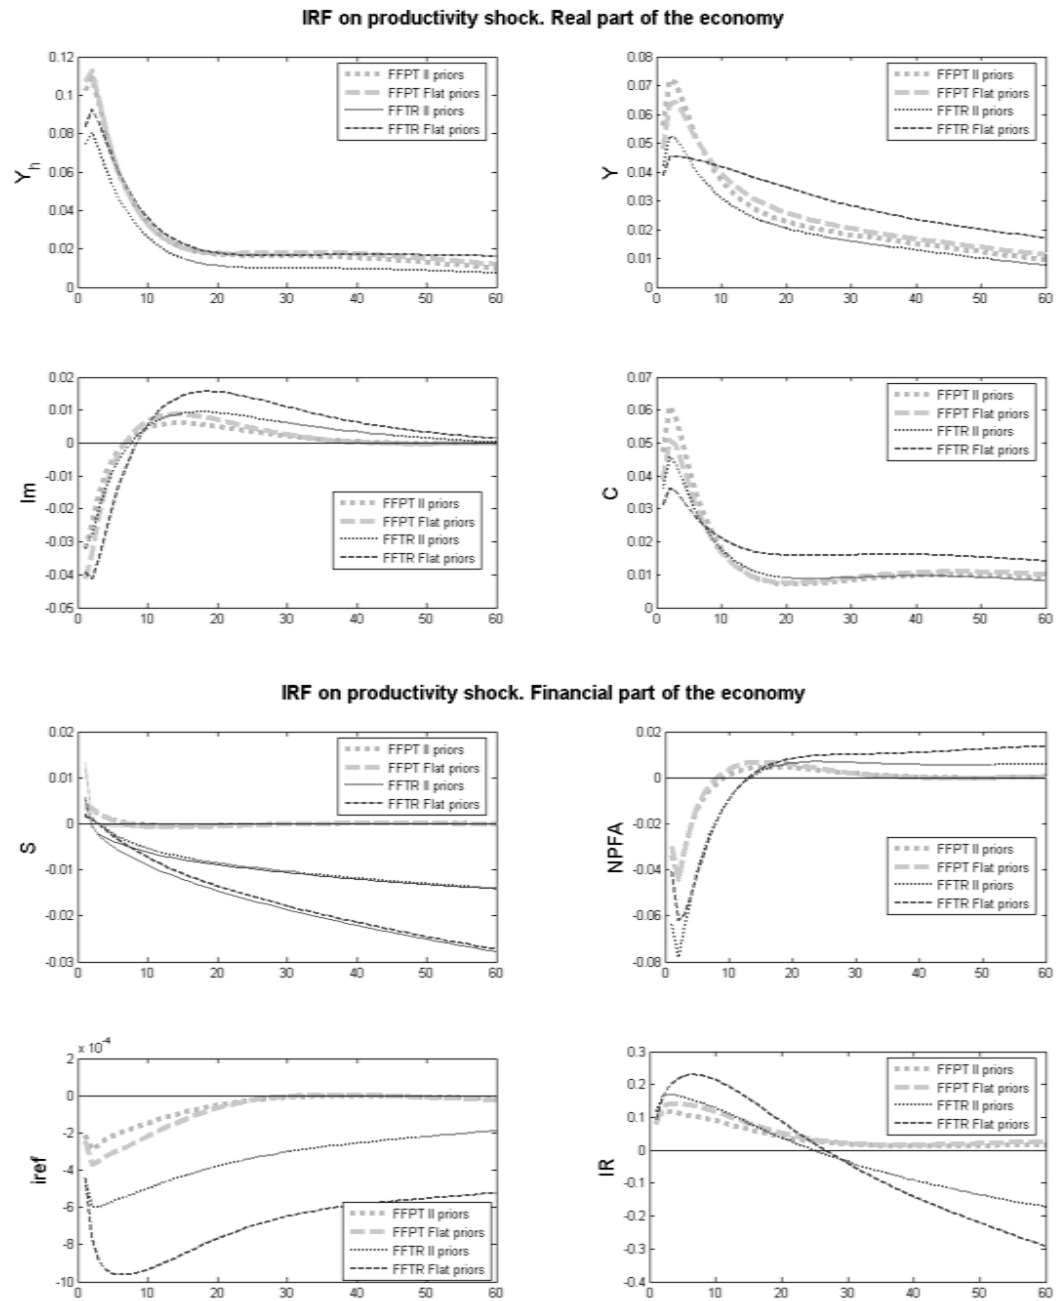 IRF on productivity shock. Real part of the economy
0.12
0.1
0.08
0.06
0.04
0.02
0
Y_h
0 10 20 30 40 50 60
FFPT II priors
FFPT Flat priors
FFTR II priors
FFTR Flat priors
0.08
0.07
0.06
0.05
0.04
0.03
0.02
0.01
0
Y
0 10 20 30 40 50 60
FFPT II priors
FFPT Flat priors
FFTR II priors
FFTR Flat priors
0.02
0.01
0
-0.01
-0.02
-0.03
-0.04
-0.05
Im
0 10 20 30 40 50 60
FFPT II priors
FFPT Flat priors
FFTR II priors
FFTR Flat priors
0.07
0.06
0.05
0.04
0.03
0.02
0.01
0
C
0 10 20 30 40 50 60
FFPT II priors
FFPT Flat priors
FFTR II priors
FFTR Flat priors
IRF on productivity shock. Financial part of the economy
0.02
0.01
0
-0.01
-0.02
-0.03
S
0 10 20 30 40 50 60
FFPT II priors
FFPT Flat priors
FFTR II priors
FFTR Flat priors
0.02
0
-0.02
-0.04
-0.06
-0.08
NPFA
0 10 20 30 40 50 60
FFPT II priors
FFPT Flat priors
FFTR II priors
FFTR Flat priors
x 10^-4
2
0
-2
-4
-6
-8
-10
iref
0 10 20 30 40 50 60
FFPT II priors
FFPT Flat priors
FFTR II priors
FFTR Flat priors
0.3
0.2
0.1
0
-0.1
-0.2
-0.3
-0.4
IR
0 10 20 30 40 50 60
FFPT II priors
FFPT Flat priors
FFTR II priors
FFTR Flat priors